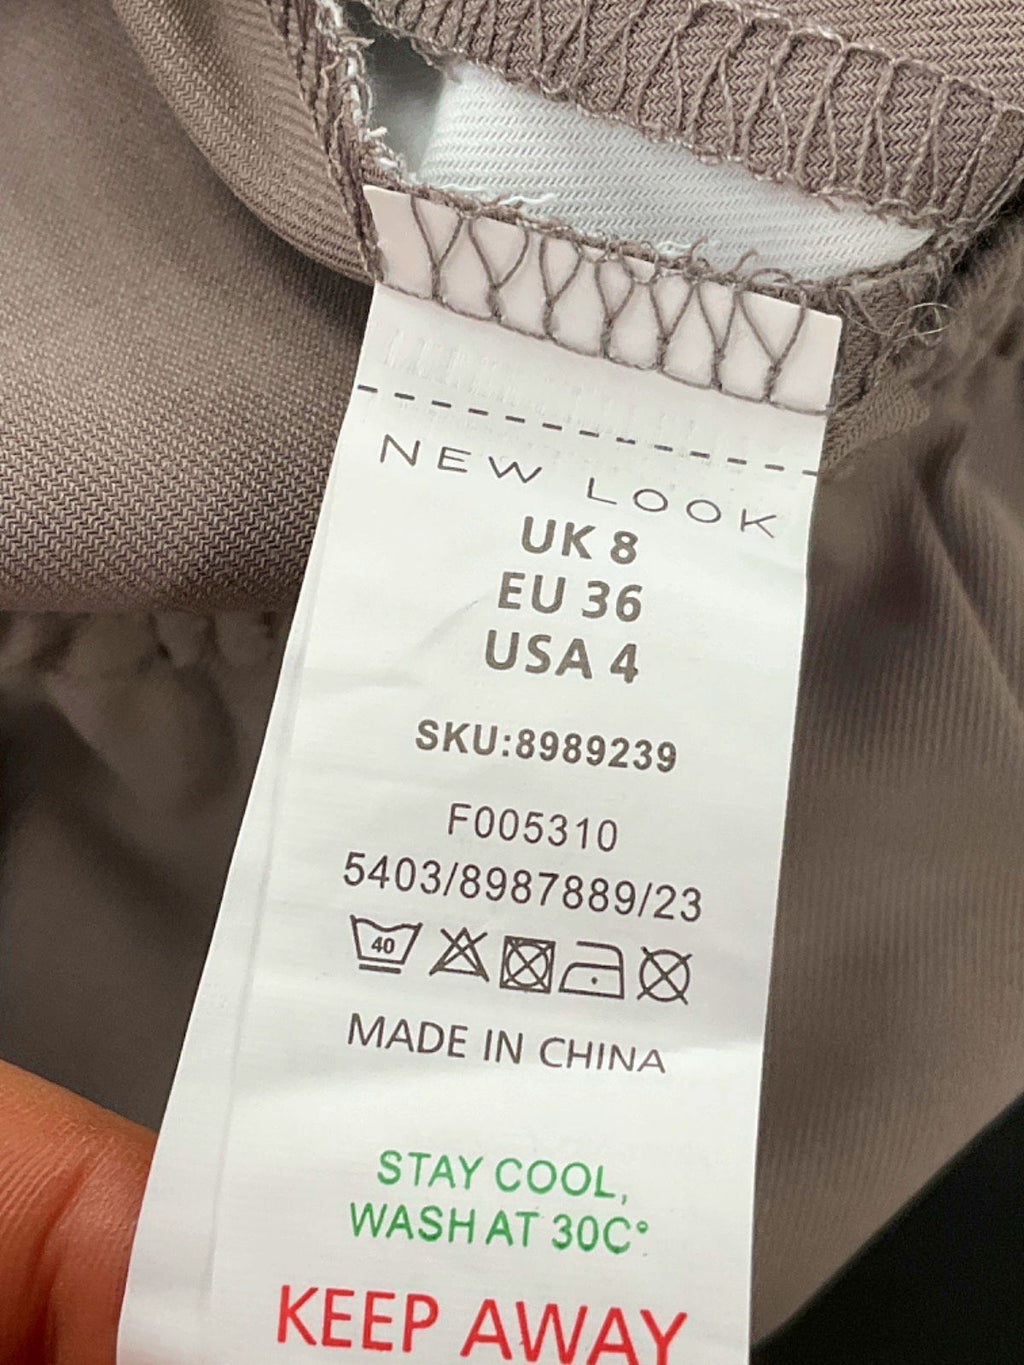 NEW LOOK
UK 8
EU 36
USA 4
SKU:8989239
F005310
5403/8987889/23
40
MADE IN CHINA
STAY COOL,
WASH AT 30C°
KEEP AWAY